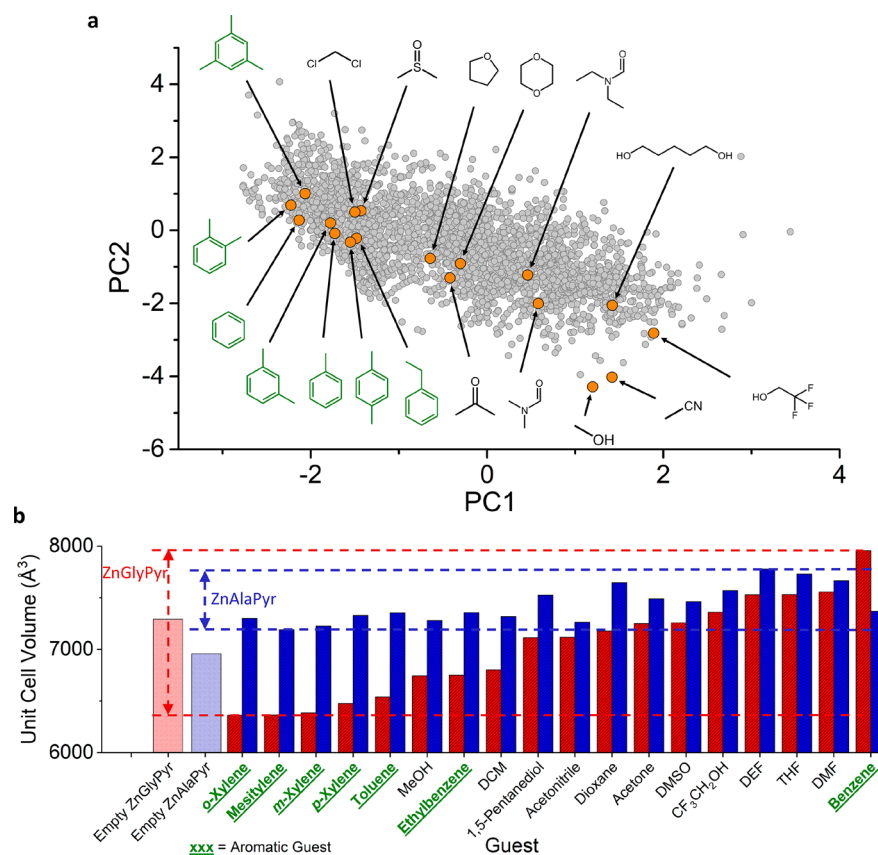 a
Cl Cl
O
S
O
O
O
O
N
HO OH
4
2
0
-2
-4
-6
PC2
O
O
N
OH
CN
HO F
F
F
-2 0 2 4
PC1
b
8000
7000
6000
Unit Cell Volume (Å³)
ZnGlyPyr
ZnAlaPyr
Empty ZnGlyPyr
Empty ZnAlaPyr
o-Xylene
Mesitylene
m-Xylene
p-Xylene
Toluene
MeOH
Ethylbenzene
DCM
1,5-Pentanediol
Acetonitrile
Dioxane
Acetone
DMSO
CF₃CH₂OH
DEF
THF
DMF
Benzene
xxx = Aromatic Guest
Guest